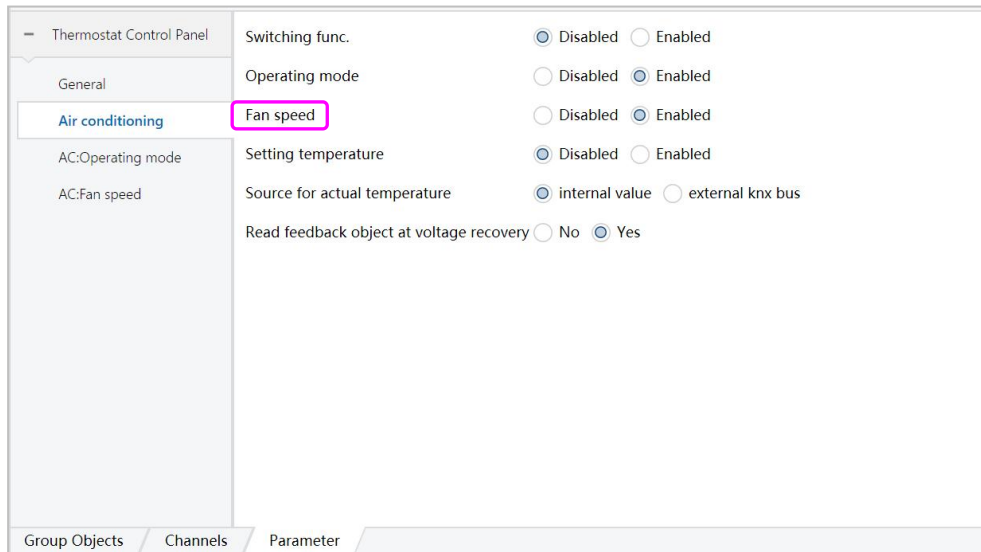 Thermostat Control Panel
General
Air conditioning
AC:Operating mode
AC:Fan speed
Switching func. Disabled Enabled
Operating mode Disabled Enabled
Fan speed Disabled Enabled
Setting temperature Disabled Enabled
Source for actual temperature internal value external knx bus
Read feedback object at voltage recovery No Yes
Group Objects Channels Parameter